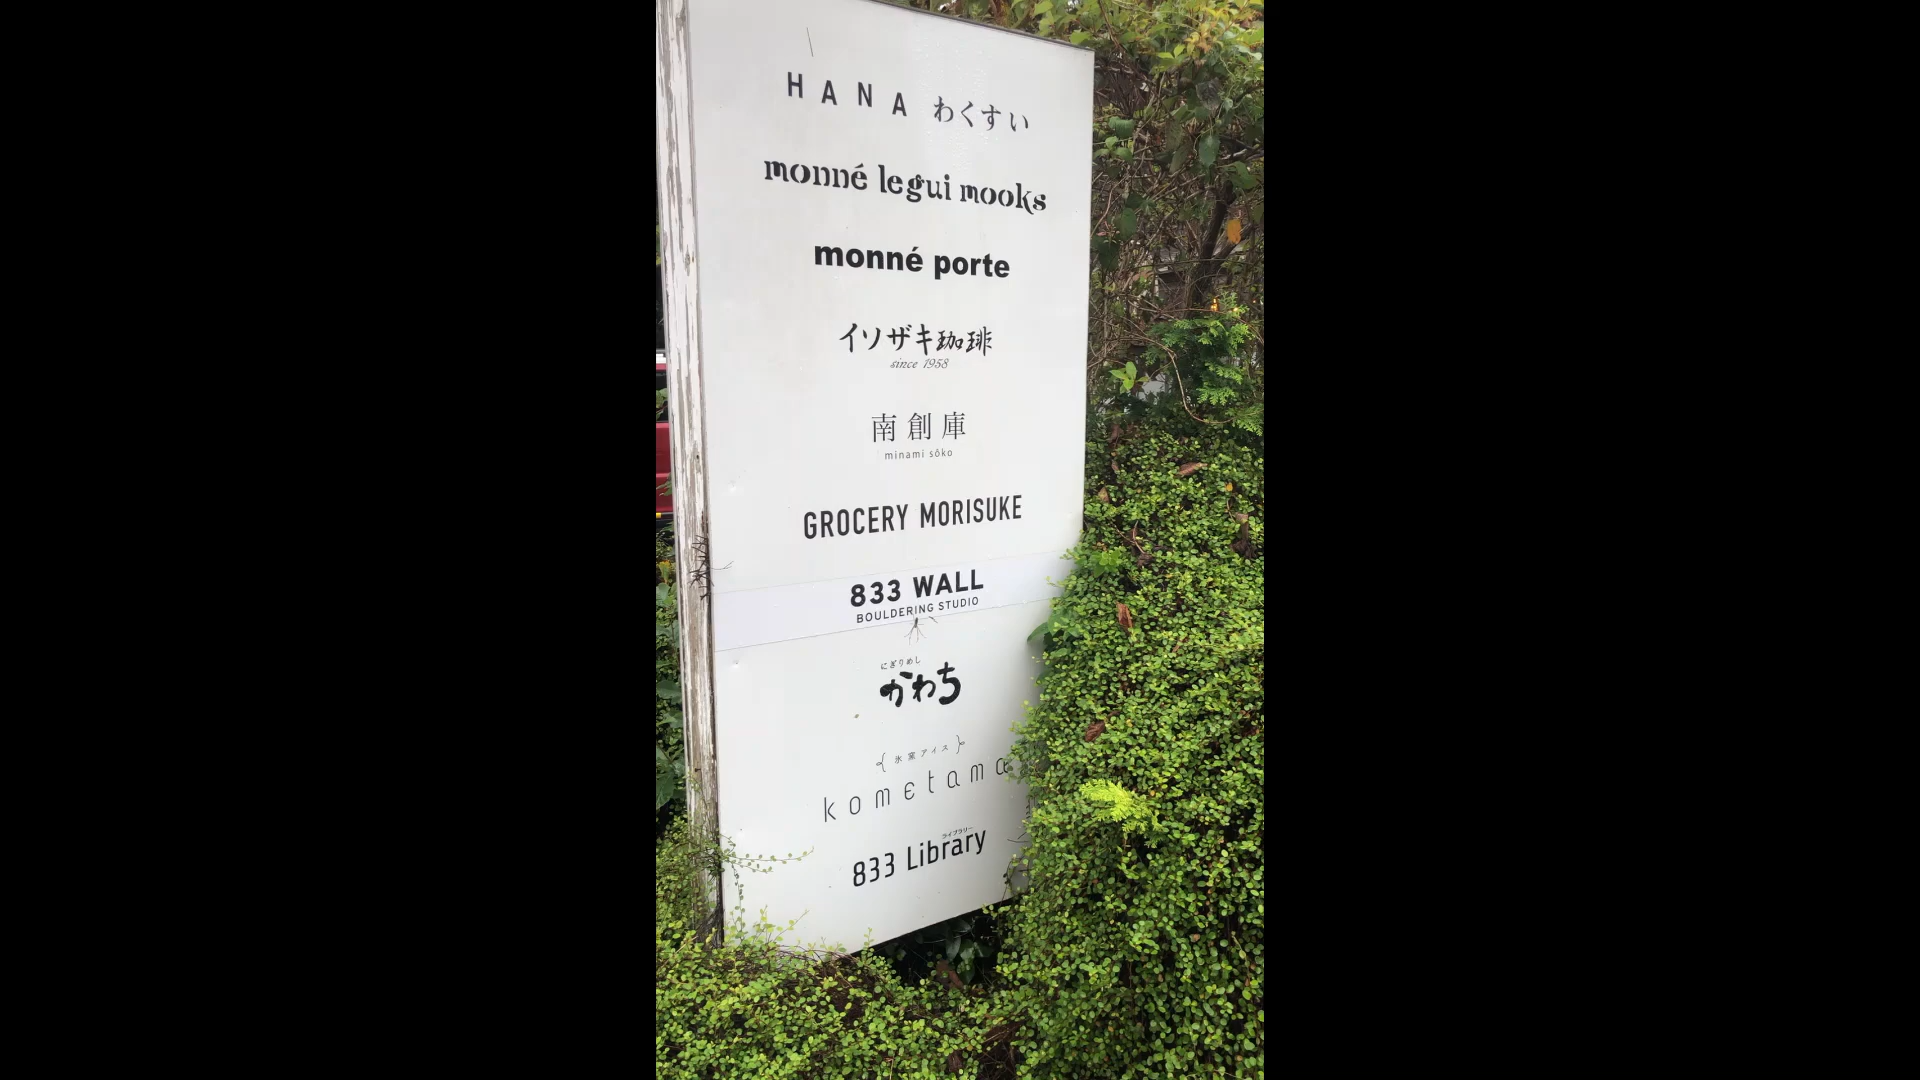 HANA わくすい
monné legui mooks
monné porte
イソザキ珈琲
since 1958
南創庫
minami sôko
GROCERY MORISUKE
833 WALL
BOULDERING STUDIO
にぎりめし
かわち
氷窯アイス
kometama
ライブラリー
833 Library